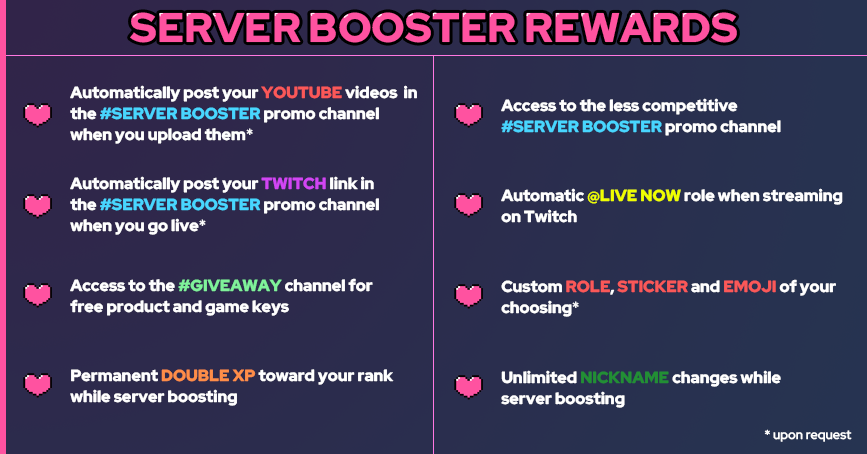 SERVER BOOSTER REWARDS
Automatically post your YOUTUBE videos in
the #SERVER BOOSTER promo channel
when you upload them*
Automatically post your TWITCH link in
the #SERVER BOOSTER promo channel
when you go live*
Access to the #GIVEAWAY channel for
free product and game keys
Permanent DOUBLE XP toward your rank
while server boosting
Access to the less competitive
#SERVER BOOSTER promo channel
Automatic @LIVE NOW role when streaming
on Twitch
Custom ROLE, STICKER and EMOJI of your
choosing*
Unlimited NICKNAME changes while
server boosting
* upon request